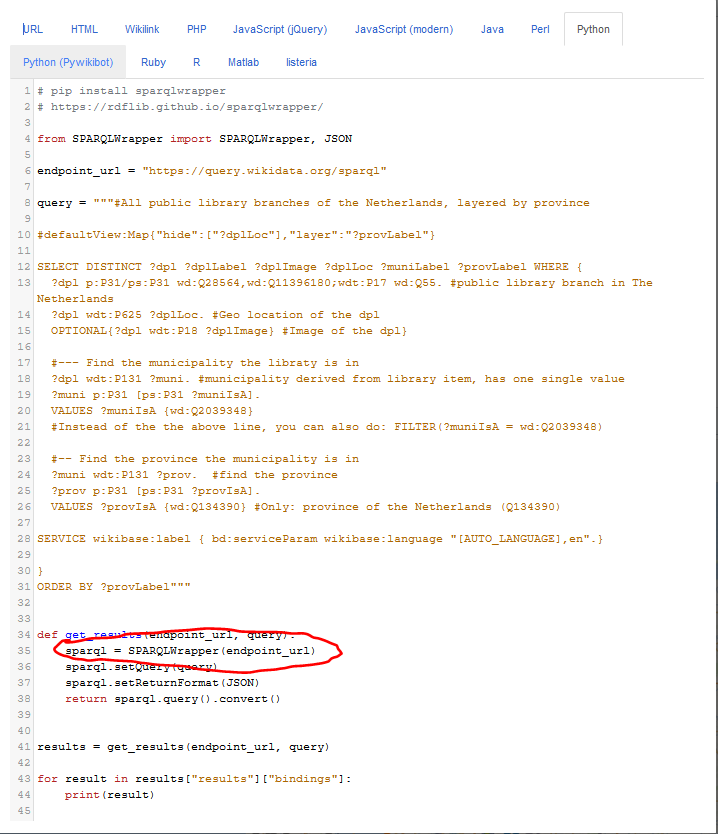 URL HTML Wikilink PHP JavaScript (jQuery) JavaScript (modern) Java Perl Python
Python (Pywikibot) Ruby R Matlab listeria
1 # pip install sparqlwrapper
2 # https://rdflib.github.io/sparqlwrapper/
3
4 from SPARQLWrapper import SPARQLWrapper, JSON
5
6 endpoint_url = "https://query.wikidata.org/sparql"
7
8 query = """#All public library branches of the Netherlands, layered by province
9
10 #defaultView:Map{"hide":["?dplLoc"],"layer":"?provLabel"}
11
12 SELECT DISTINCT ?dpl ?dplLabel ?dplImage ?dplLoc ?muniLabel ?provLabel WHERE {
13 ?dpl p:P31/ps:P31 wd:Q28564,wd:Q11396180;wdt:P17 wd:Q55. #public library branch in The
Netherlands
14 ?dpl wdt:P625 ?dplLoc. #Geo location of the dpl
15 OPTIONAL{?dpl wdt:P18 ?dplImage} #Image of the dpl}
16
17 #--- Find the municipality the libraty is in
18 ?dpl wdt:P131 ?muni. #municipality derived from library item, has one single value
19 ?muni p:P31 [ps:P31 ?muniIsA].
20 VALUES ?muniIsA {wd:Q2039348}
21 #Instead of the the above line, you can also do: FILTER(?muniIsA = wd:Q2039348)
22
23 #-- Find the province the municipality is in
24 ?muni wdt:P131 ?prov. #find the province
25 ?prov p:P31 [ps:P31 ?provIsA].
26 VALUES ?provIsA {wd:Q134390} #Only: province of the Netherlands (Q134390)
27
28 SERVICE wikibase:label { bd:serviceParam wikibase:language "[AUTO_LANGUAGE],en".}
29
30 }
31 ORDER BY ?provLabel"""
32
33
34 def get_results(endpoint_url, query):
35 sparql = SPARQLWrapper(endpoint_url)
36 sparql.setQuery(query)
37 sparql.setReturnFormat(JSON)
38 return sparql.query().convert()
39
40
41 results = get_results(endpoint_url, query)
42
43 for result in results["results"]["bindings"]:
44 print(result)
45